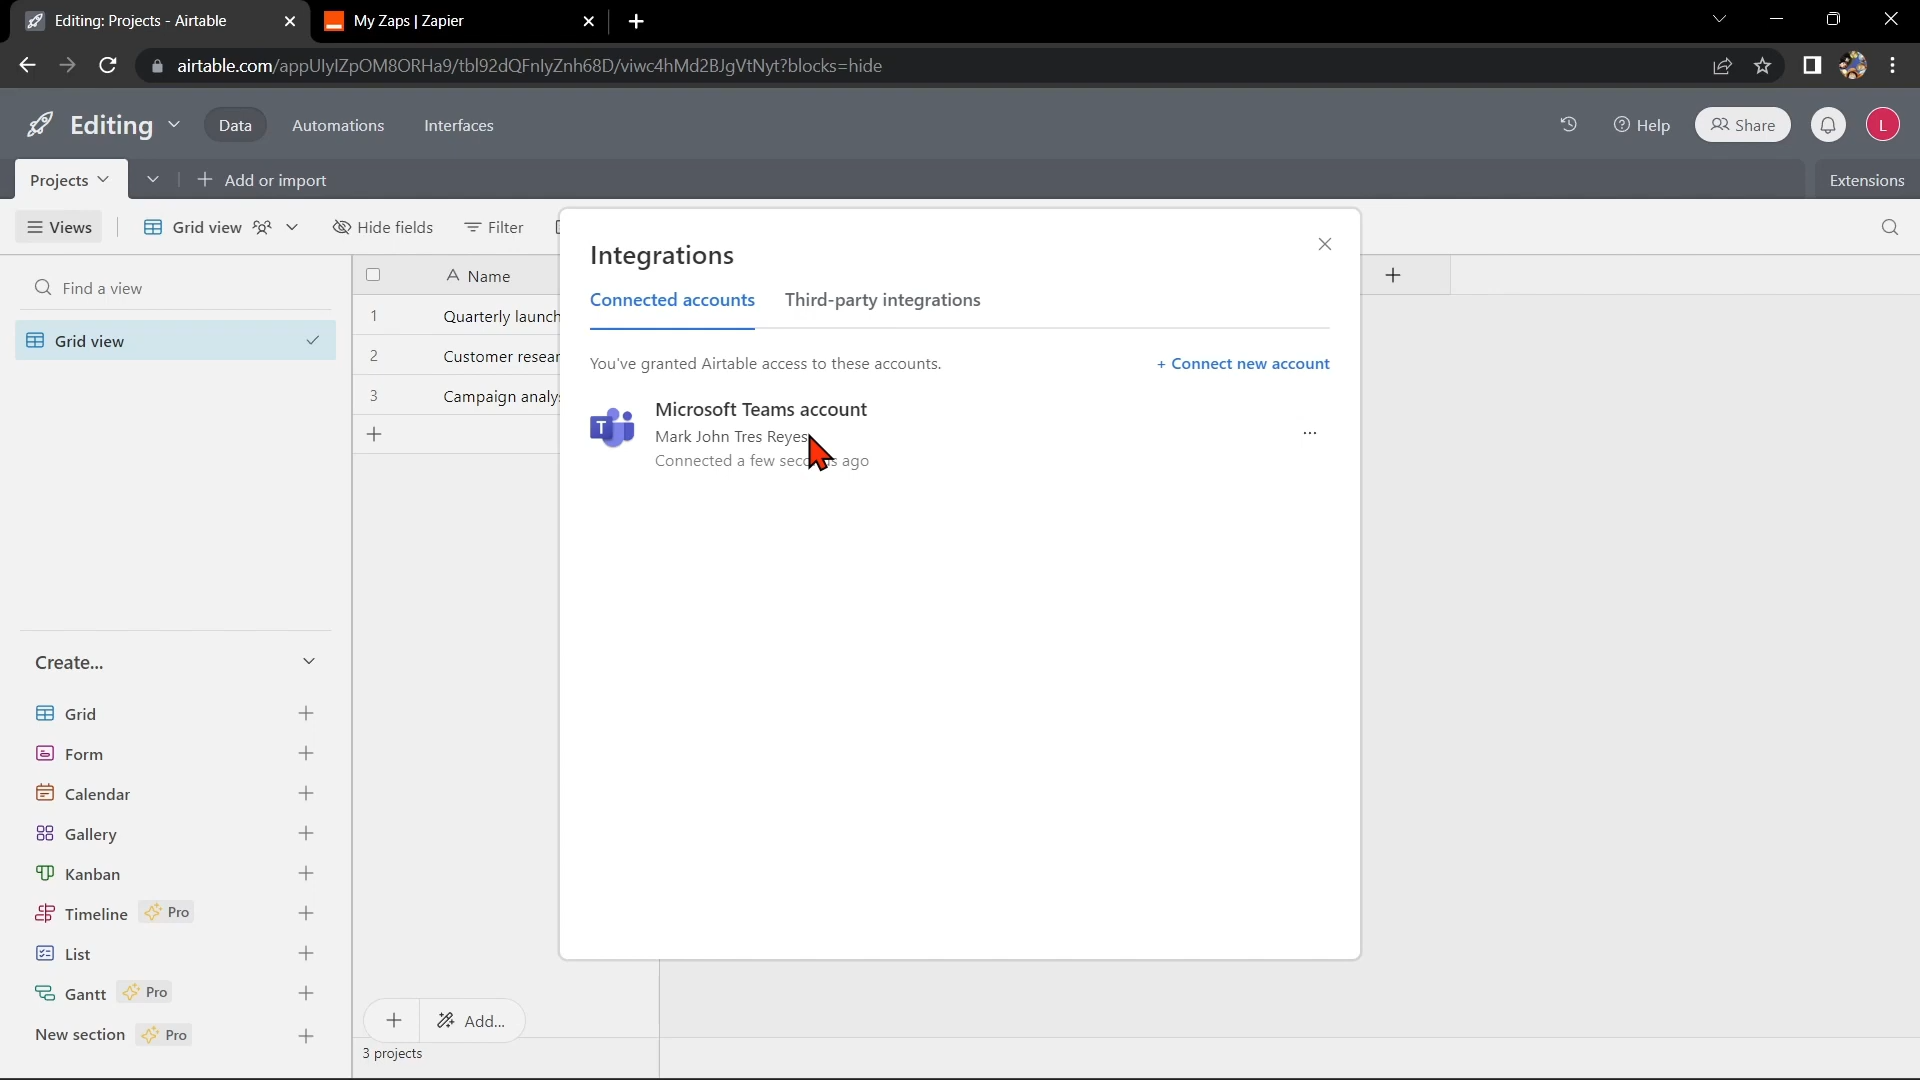 Editing: Projects - Airtable
My Zaps | Zapier
airtable.com/appUIyIZpOM8ORHa9/tbl92dQFnIyZnh68D/viwc4hMd2BJgVtNyt?blocks=hide
Editing
Data
Automations
Interfaces
Help
Share
L
Projects
Add or import
Extensions
Views
Grid view
Hide fields
Filter
Find a view
Grid view
A Name
1 Quarterly launch
2 Customer resear
3 Campaign analy
Integrations
Connected accounts
Third-party integrations
You've granted Airtable access to these accounts.
+ Connect new account
T
Microsoft Teams account
Mark John Tres Reyes
Connected a few seconds ago
Create...
Grid
Form
Calendar
Gallery
Kanban
Timeline Pro
List
Gantt Pro
New section Pro
Add...
3 projects